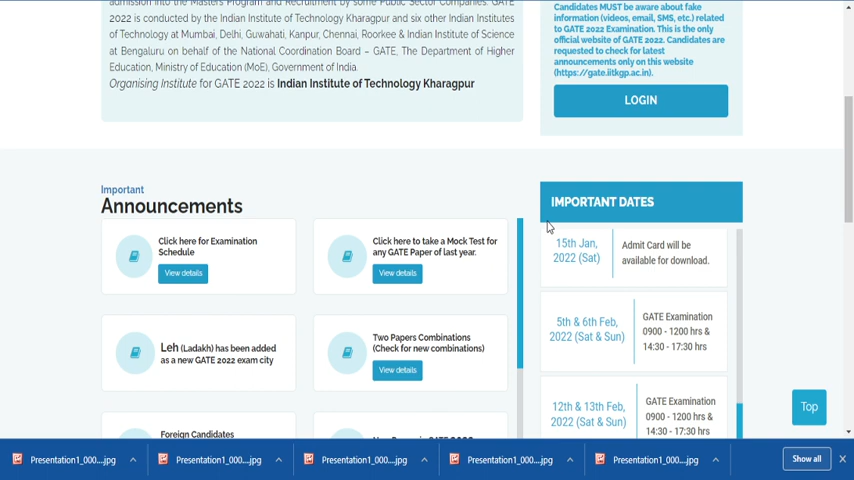 admission into the Masters Program and Recruitment by some Public Sector Companies. GATE
2022 is conducted by the Indian Institute of Technology Kharagpur and six other Indian Institutes
of Technology at Mumbai, Delhi, Guwahati, Kanpur, Chennai, Roorkee & Indian Institute of Science
at Bengaluru on behalf of the National Coordination Board – GATE, The Department of Higher
Education, Ministry of Education (MoE), Government of India.
Organising Institute for GATE 2022 is Indian Institute of Technology Kharagpur
Candidates MUST be aware about fake
information (videos, email, SMS, etc.) related
to GATE 2022 Examination. This is the only
official website of GATE 2022. Candidates are
requested to check for latest
announcements only on this website
(https://gate.iitkgp.ac.in).
LOGIN
Important
Announcements
Click here for Examination
Schedule
View details
Click here to take a Mock Test for
any GATE Paper of last year.
View details
Leh (Ladakh) has been added
as a new GATE 2022 exam city
Two Papers Combinations
(Check for new combinations)
View details
Foreign Candidates
IMPORTANT DATES
15th Jan,
2022 (Sat)
Admit Card will be
available for download.
5th & 6th Feb,
2022 (Sat & Sun)
GATE Examination
0900 - 1200 hrs &
14:30 - 17:30 hrs
12th & 13th Feb,
2022 (Sat & Sun)
GATE Examination
0900 - 1200 hrs &
14:30 - 17:30 hrs
Top
Presentation1_000....jpg
Presentation1_000....jpg
Presentation1_000....jpg
Presentation1_000....jpg
Presentation1_000....jpg
Show all